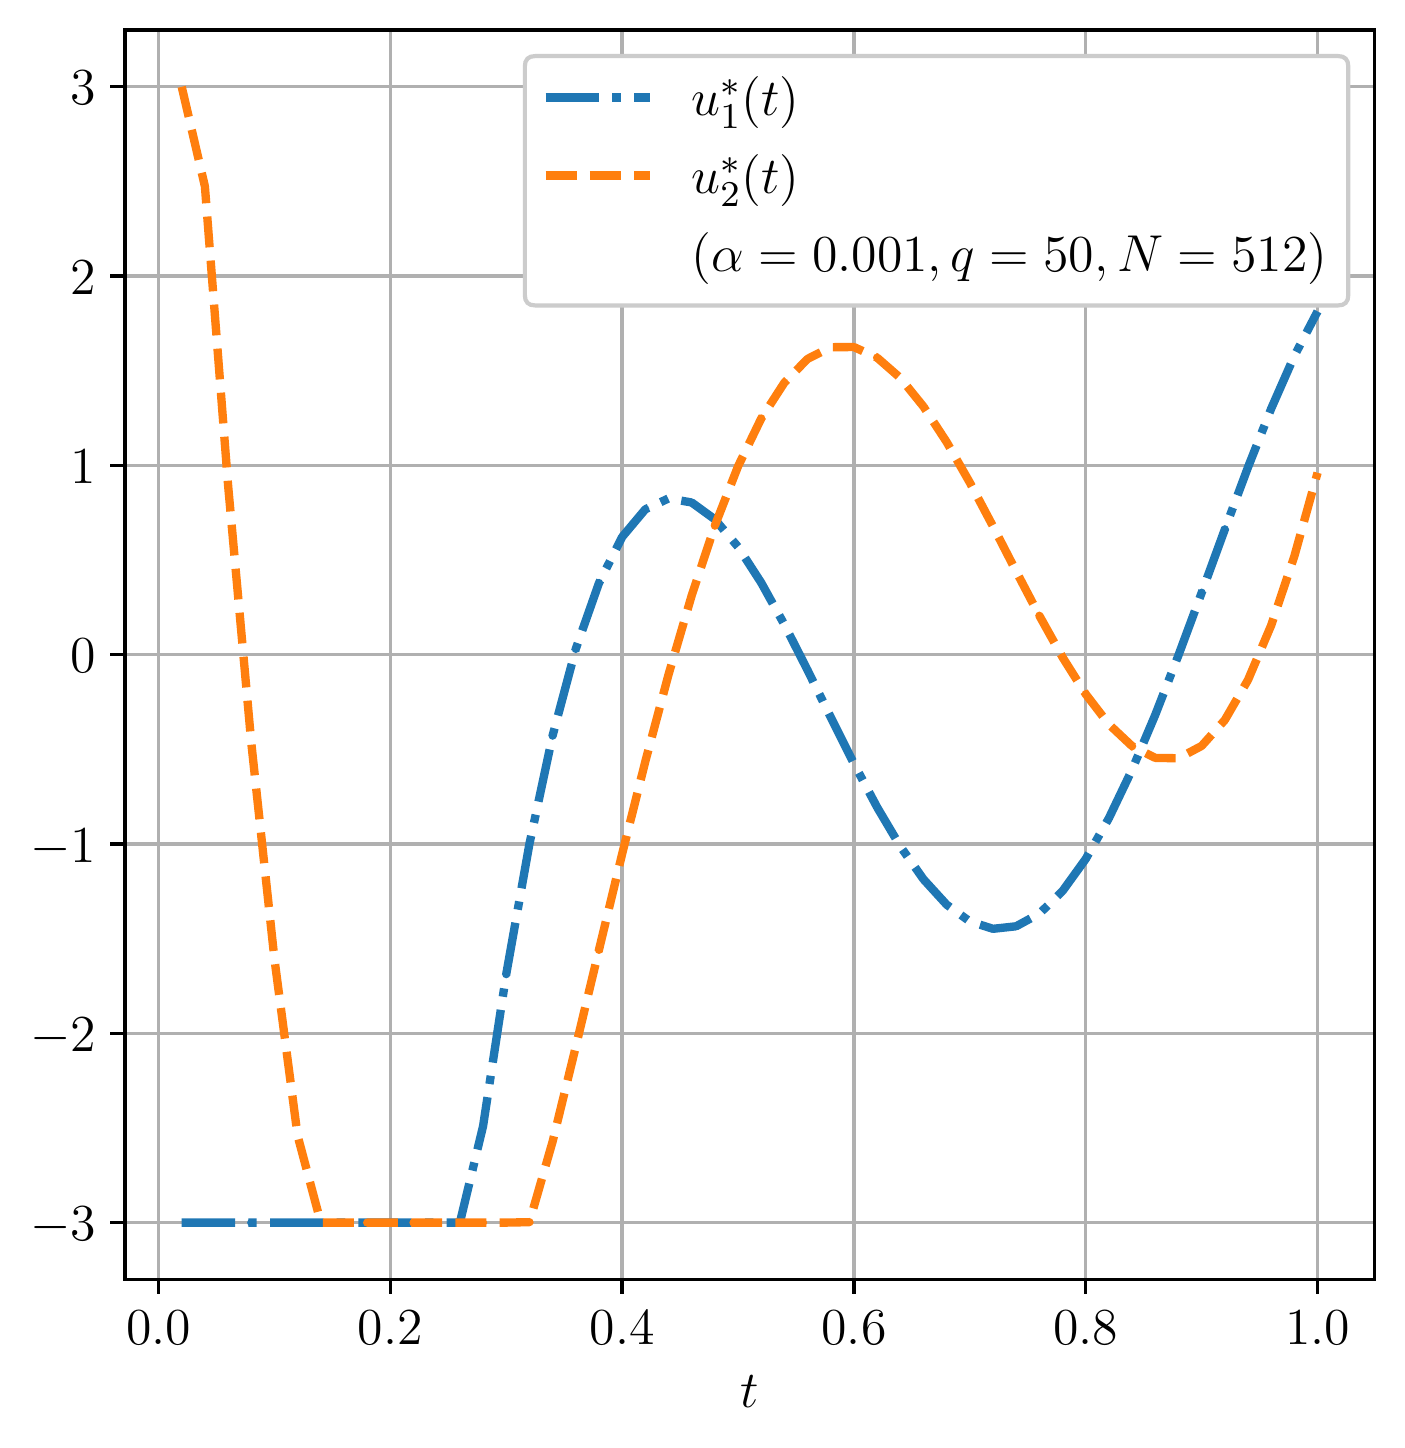 3
2
1
0
−1
−2
−3
u₁*(t)
u₂*(t)
(α = 0.001, q = 50, N = 512)
0.0 0.2 0.4 0.6 0.8 1.0
t